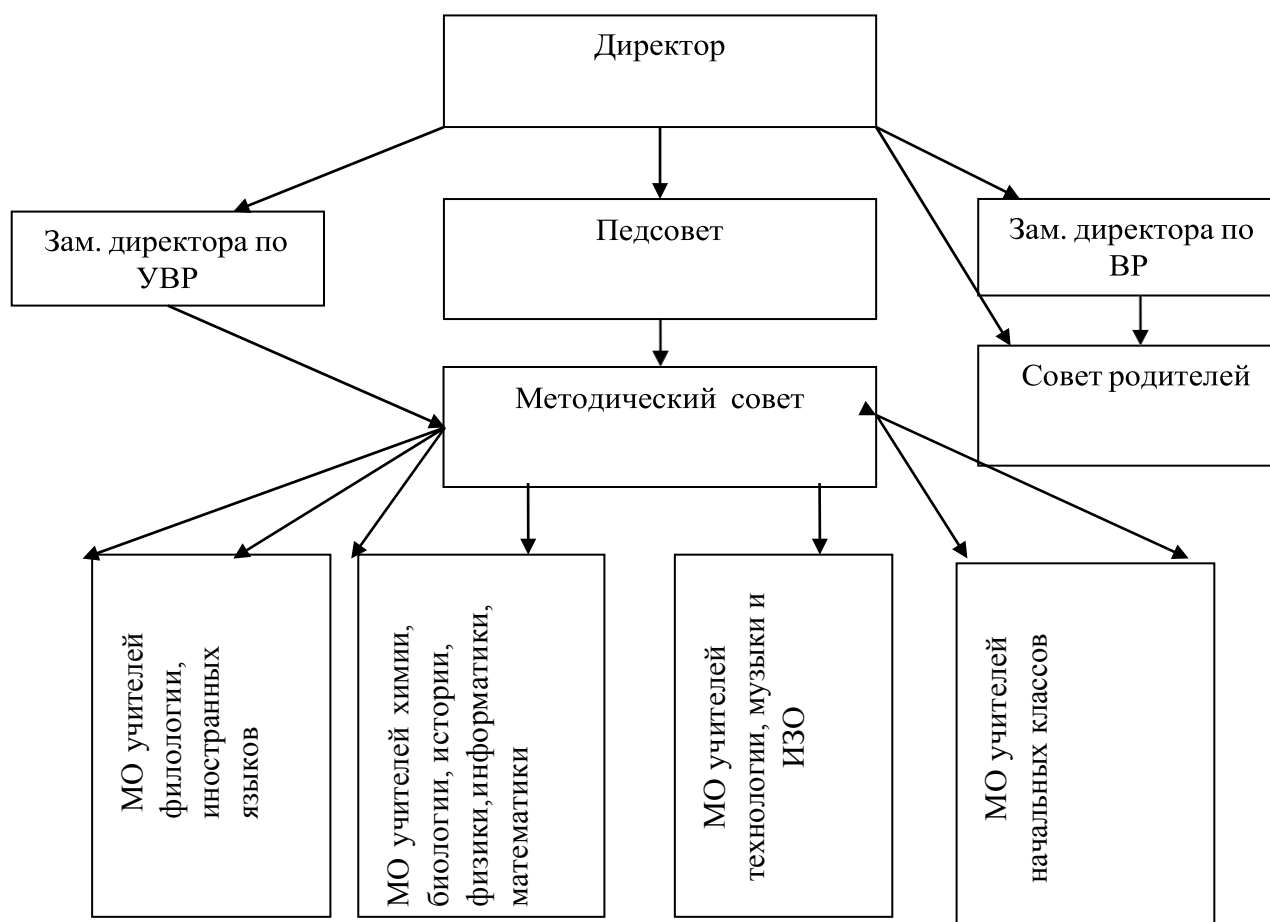 Директор
Зам. директора по
УВР
Педсовет
Зам. директора по
ВР
Методический совет
Совет родителей
МО учителей
филологии,
иностранных
языков
МО учителей химии,
биологии, истории,
физики,информатики,
математики
МО учителей
технологии, музыки и
ИЗО
МО учителей
начальных классов